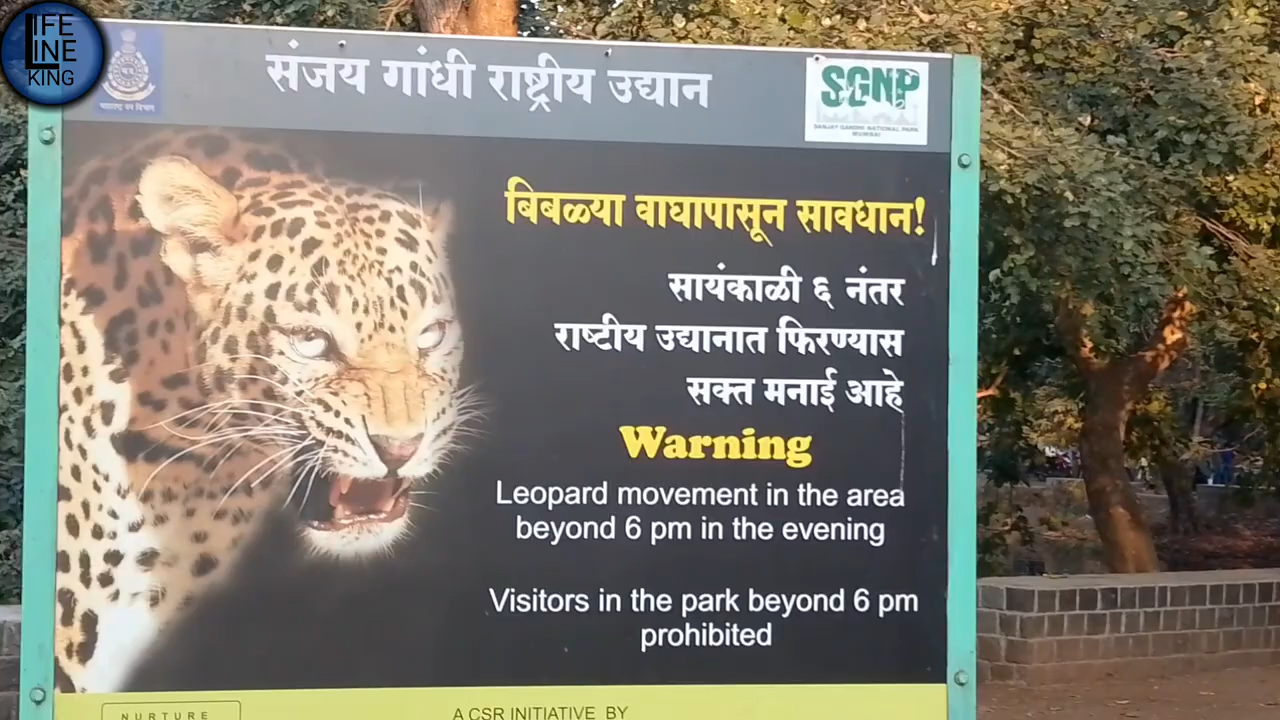 LIFE
LINE
KING
महाराष्ट्र वन विभाग
संजय गांधी राष्ट्रीय उद्यान
SGNP
SANJAY GANDHI NATIONAL PARK
MUMBAI
बिबळ्या वाघापासून सावधान!
सायंकाळी ६ नंतर
राष्टीय उद्यानात फिरण्यास
सक्त मनाई आहे
Warning
Leopard movement in the area
beyond 6 pm in the evening
Visitors in the park beyond 6 pm
prohibited
NURTURE
A CSR INITIATIVE BY